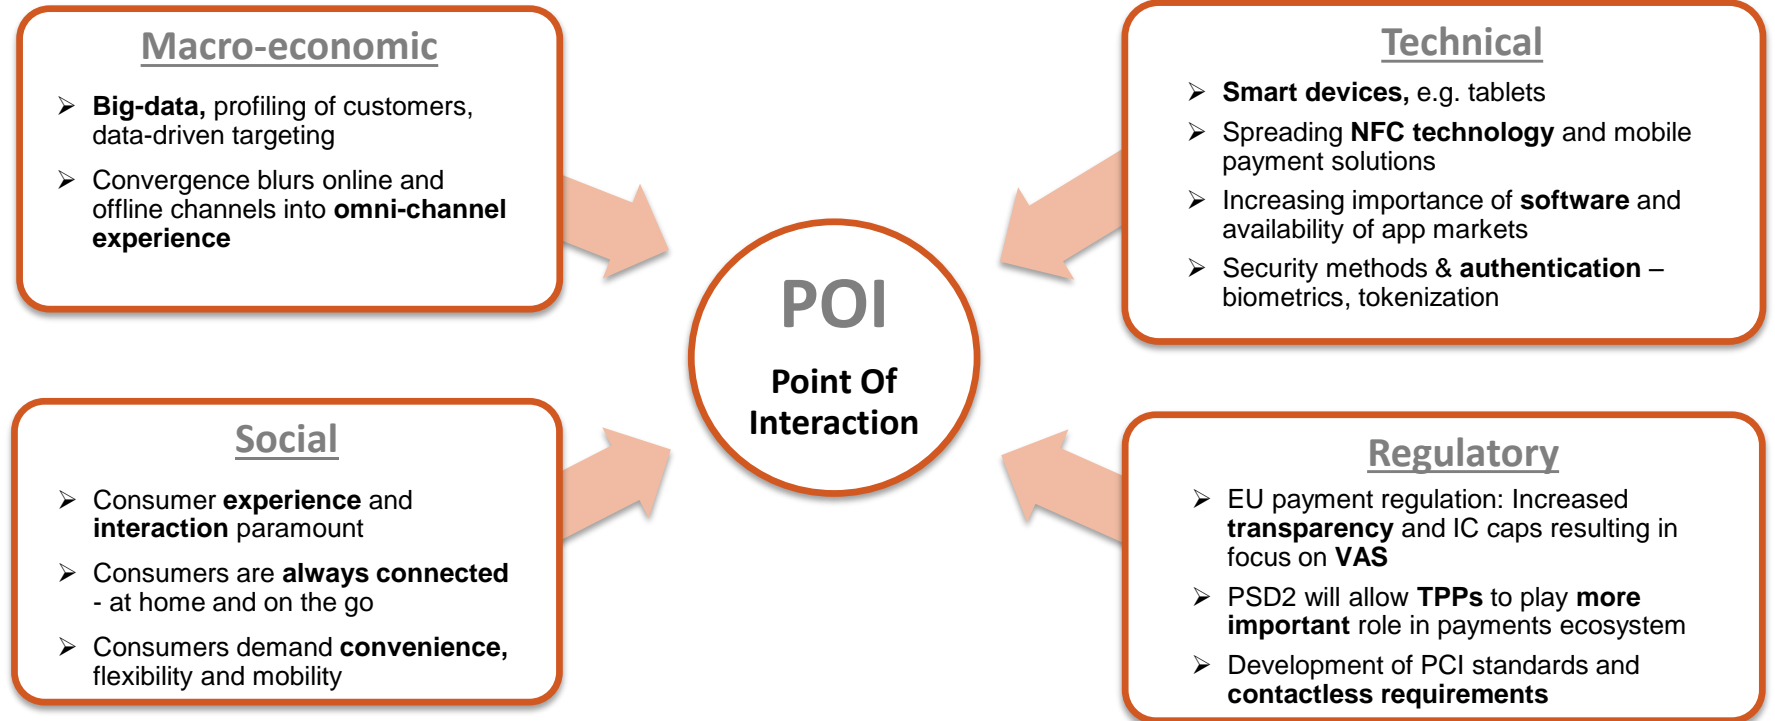 Macro-economic
➢ Big-data, profiling of customers,
data-driven targeting
➢ Convergence blurs online and
offline channels into omni-channel
experience
Technical
➢ Smart devices, e.g. tablets
➢ Spreading NFC technology and mobile
payment solutions
➢ Increasing importance of software and
availability of app markets
➢ Security methods & authentication –
biometrics, tokenization
POI
Point Of
Interaction
Social
➢ Consumer experience and
interaction paramount
➢ Consumers are always connected
- at home and on the go
➢ Consumers demand convenience,
flexibility and mobility
Regulatory
➢ EU payment regulation: Increased
transparency and IC caps resulting in
focus on VAS
➢ PSD2 will allow TPPs to play more
important role in payments ecosystem
➢ Development of PCI standards and
contactless requirements